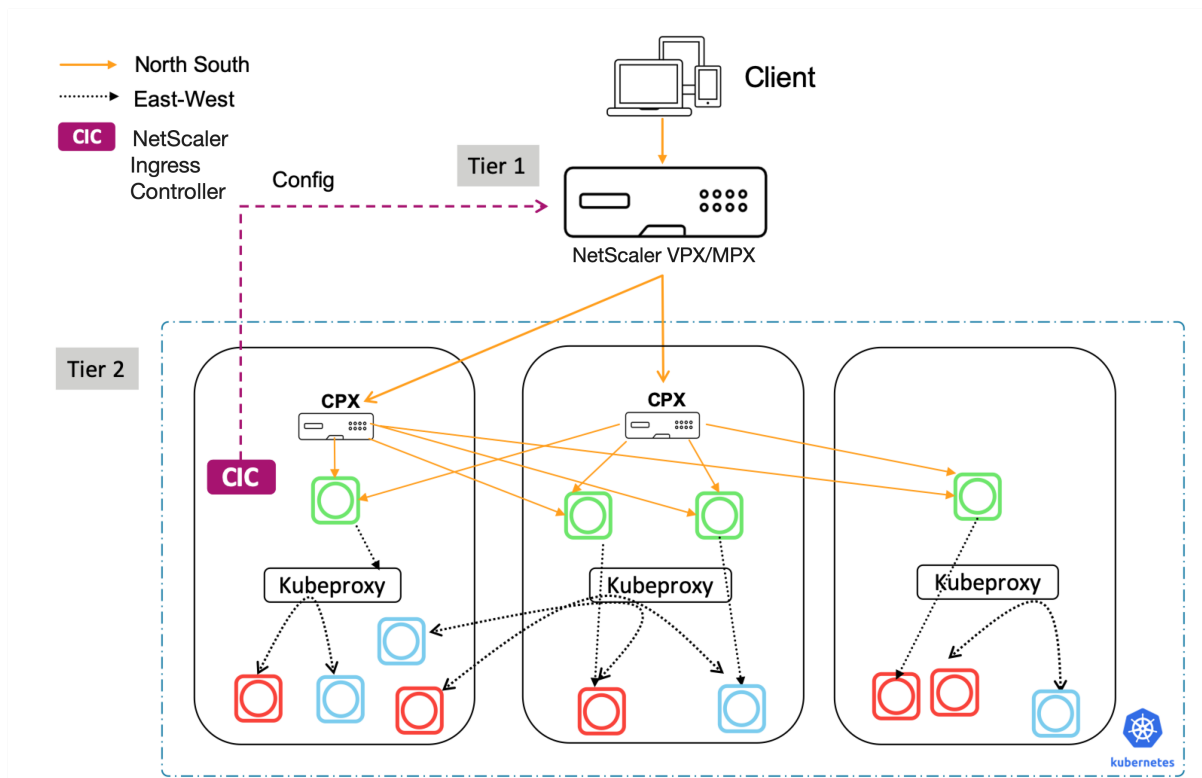 North South
East-West
CIC
NetScaler
Ingress
Controller
Client
Tier 1
Config
NetScaler VPX/MPX
Tier 2
CPX
CPX
CIC
Kubeproxy
Kubeproxy
Kubeproxy
kubernetes